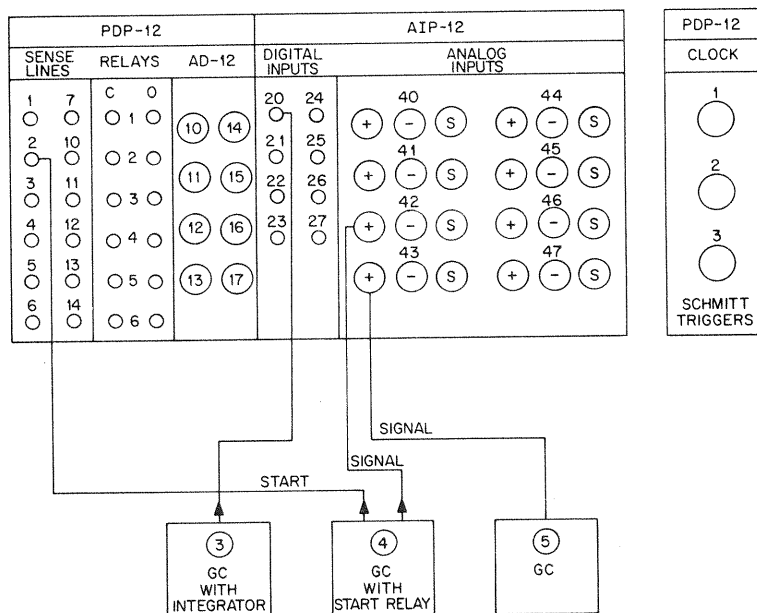 PDP-12 AIP-12 PDP-12
SENSE LINES RELAYS AD-12 DIGITAL INPUTS ANALOG INPUTS CLOCK
C O
1 7 1 10 14 20 24 40 44 1
+ - S + - S
2 10 2 21 25 41 45
11 15 + - S + - S 2
3 11 3 22 26 42 46
4 12 4 12 16 23 27 + - S + - S
43 47 3
5 13 5 13 17 + - S + - S
6 14 6 SCHMITT TRIGGERS
SIGNAL
SIGNAL
START
3 4 5
GC WITH INTEGRATOR GC WITH START RELAY GC